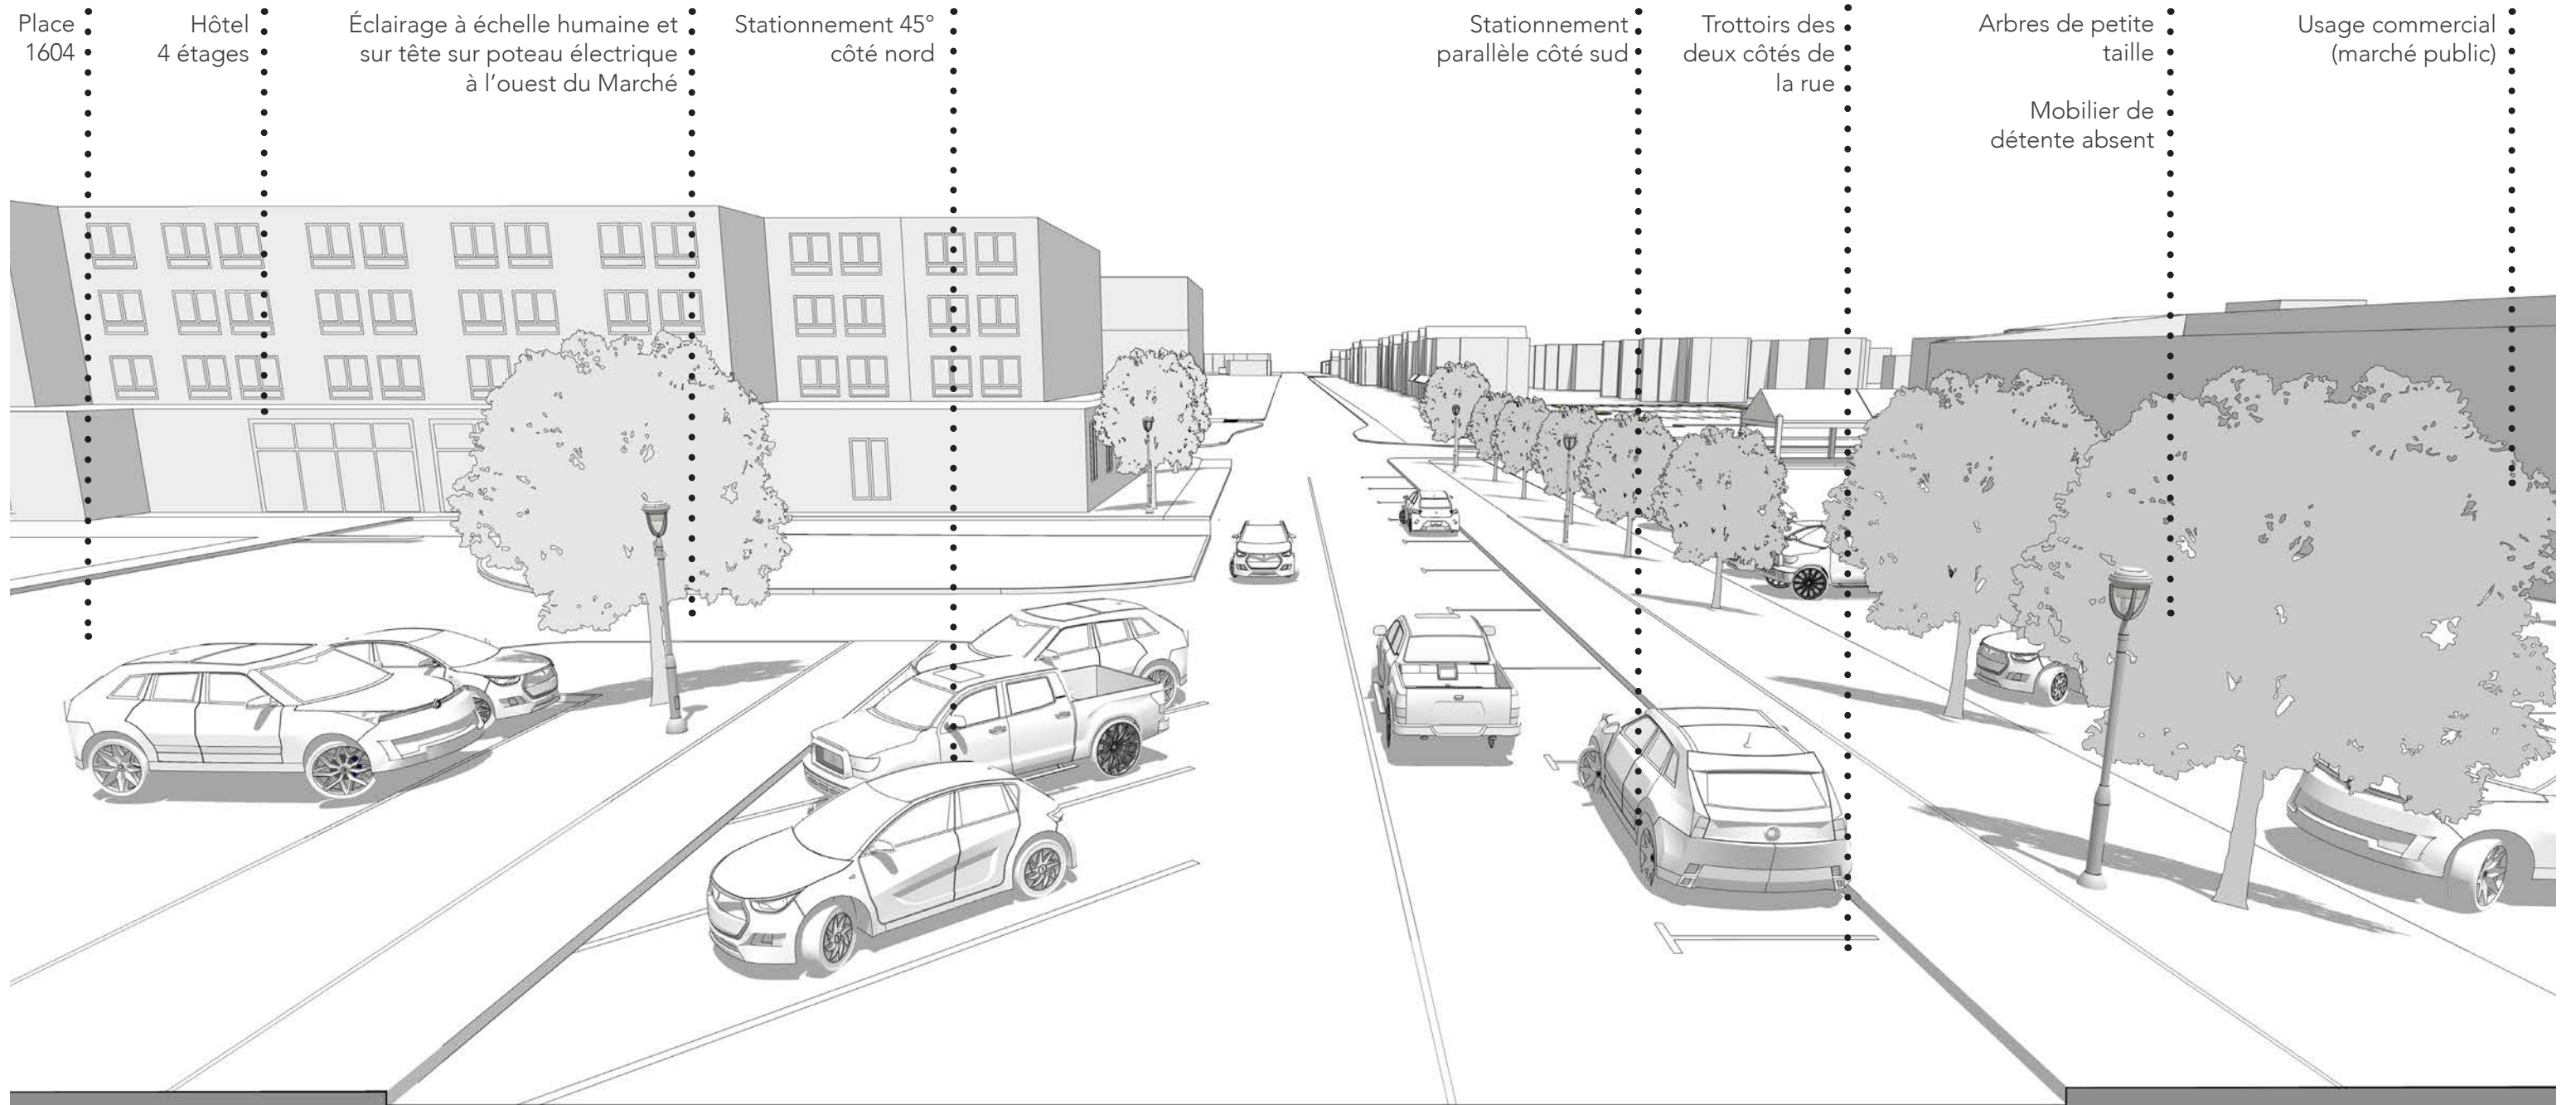 Place
1604
Hôtel
4 étages
Éclairage à échelle humaine et
sur tête sur poteau électrique
à l'ouest du Marché
Stationnement 45°
côté nord
Stationnement
parallèle côté sud
Trottoirs des
deux côtés de
la rue
Arbres de petite
taille
Mobilier de
détente absent
Usage commercial
(marché public)